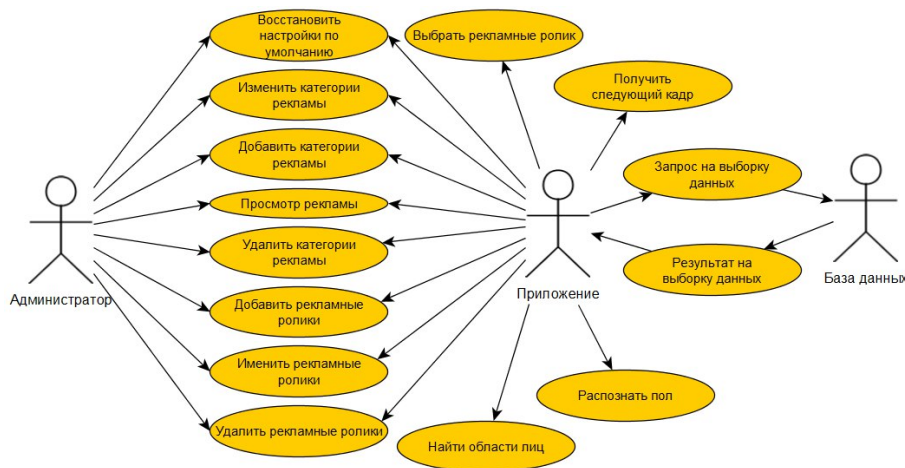 Восстановить
настройки по
умолчанию
Изменить категории
рекламы
Добавить категории
рекламы
Просмотр рекламы
Удалить категории
рекламы
Добавить рекламные
ролики
Именить рекламные
ролики
Удалить рекламные ролики
Администратор
Выбрать рекламные ролик
Получить
следующий кадр
Запрос на выборку
данных
Результат на
выборку данных
Приложение
База данных
Распознать пол
Найти области лиц